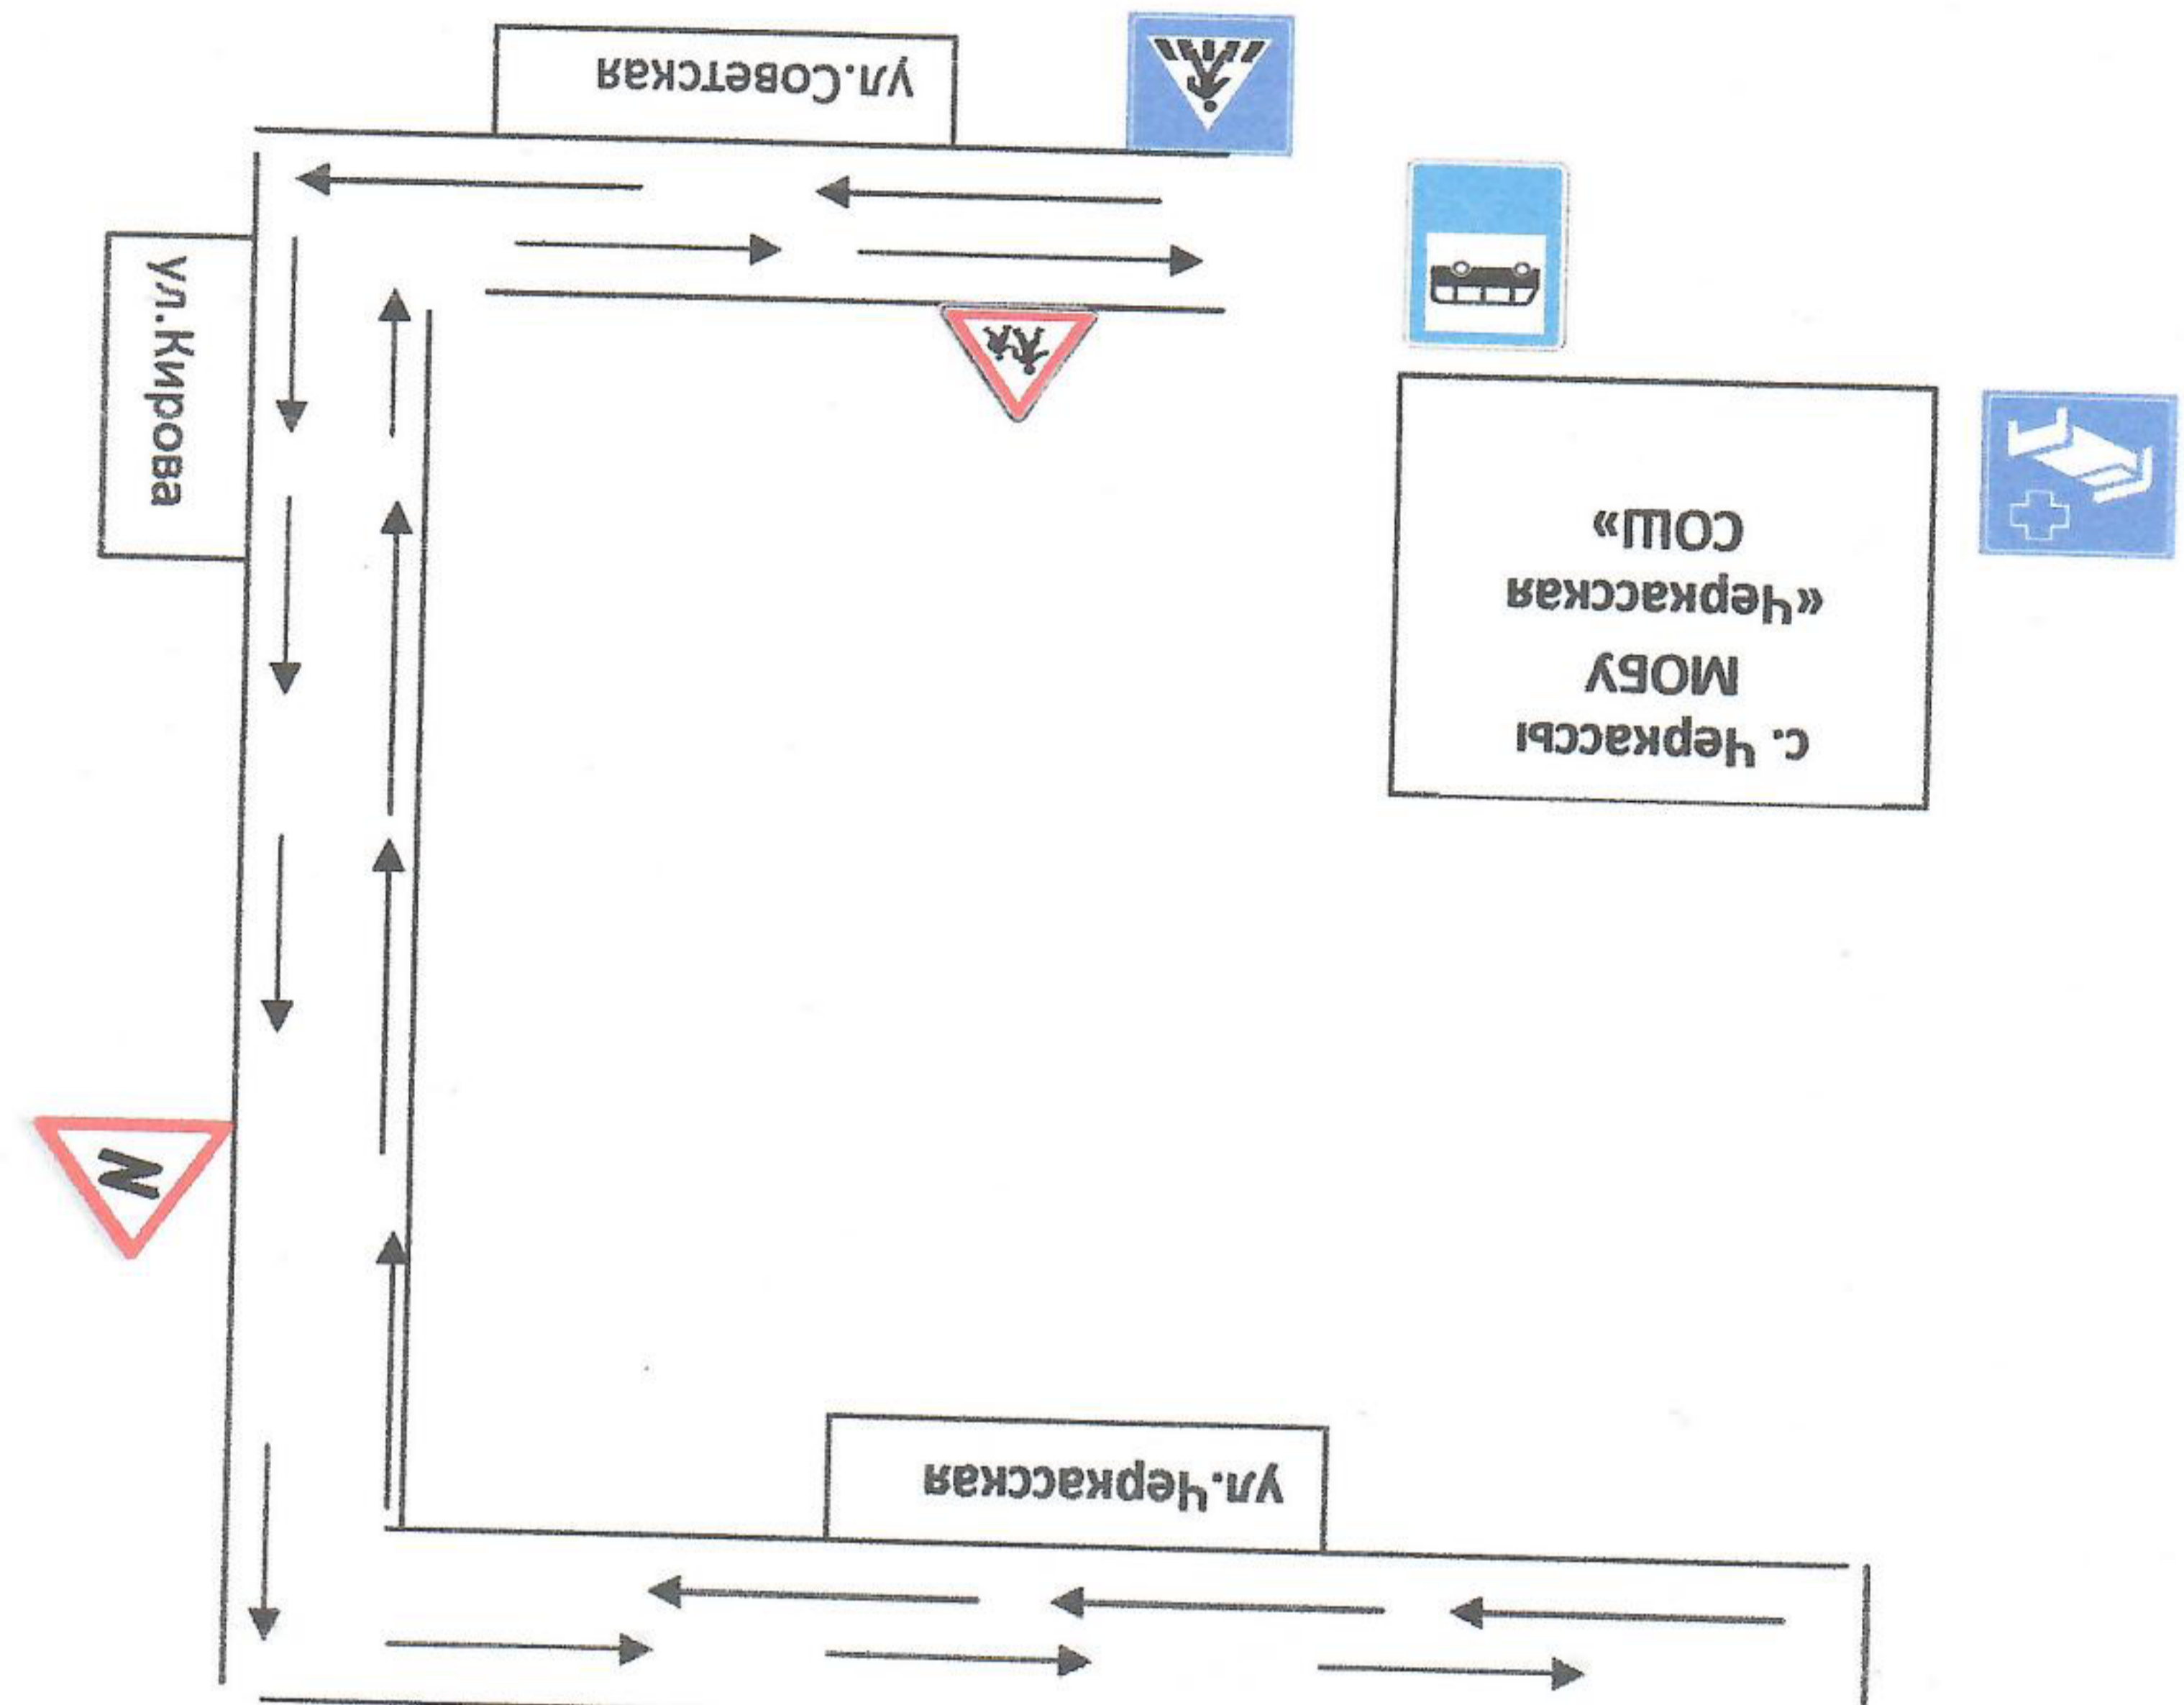 ул.Черкасская
с. Черкассы
МОБУ
«Черкасская
СОШ»
ул.Кирова
ул.Советская